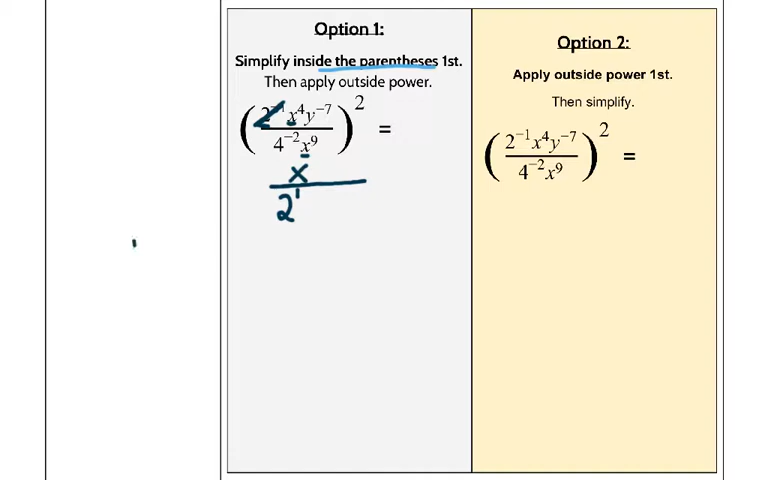 Option 1:
Simplify inside the parentheses 1st.
Then apply outside power.
(2⁻¹x⁴y⁻⁷ / 4⁻²x⁹)² =
x
2¹
Option 2:
Apply outside power 1st.
Then simplify.
(2⁻¹x⁴y⁻⁷ / 4⁻²x⁹)² =